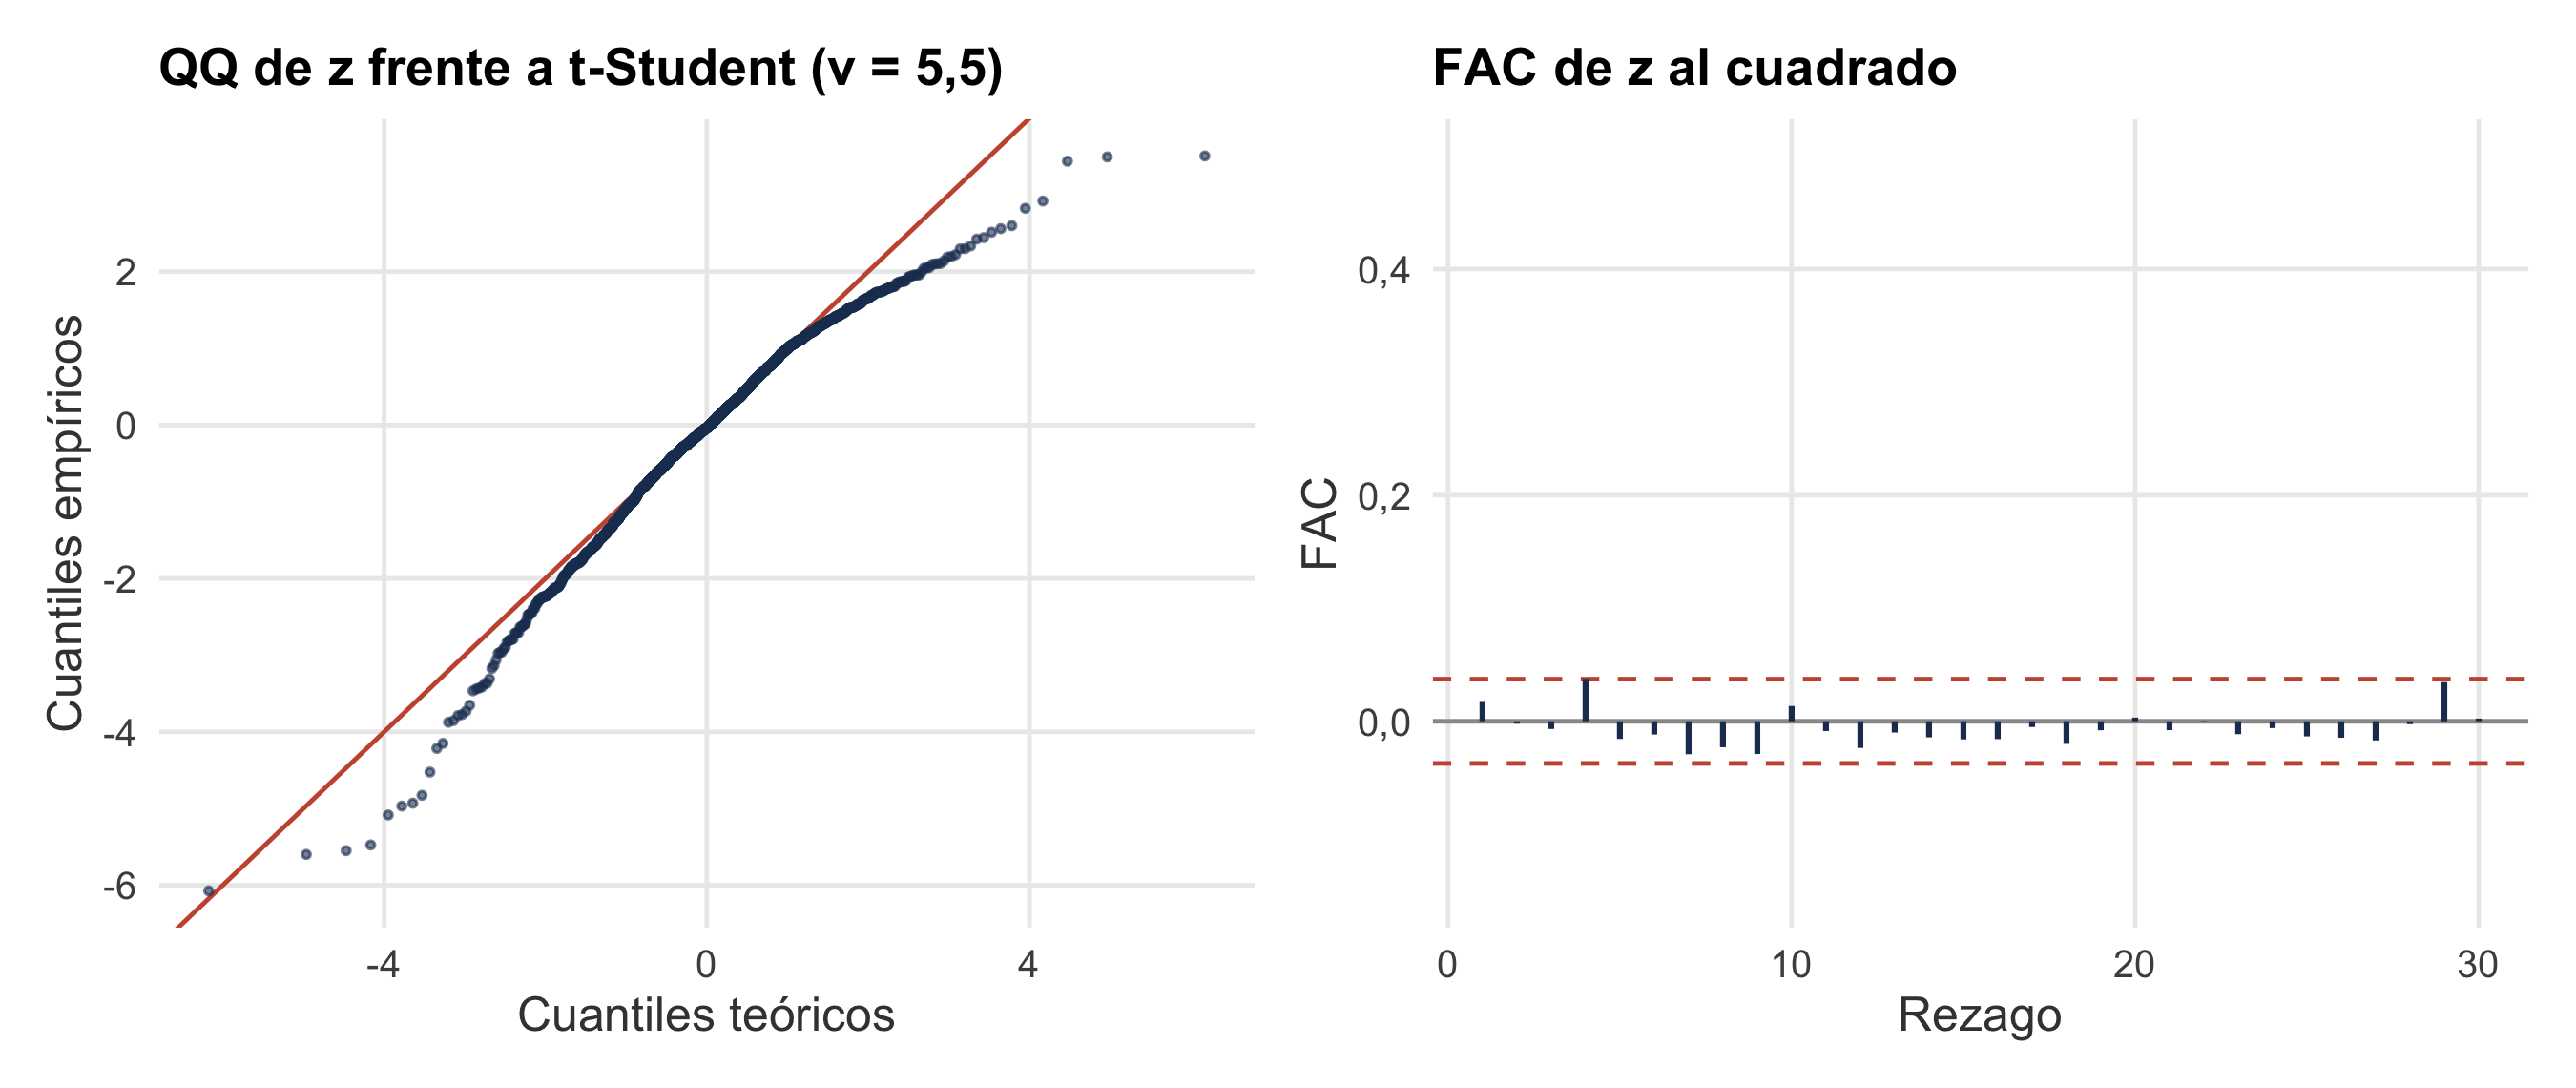 QQ de z frente a t-Student (v = 5,5)
Cuantiles empíricos
2
0
-2
-4
-6
-4
0
4
Cuantiles teóricos
FAC de z al cuadrado
FAC
0,4
0,2
0,0
0
10
20
30
Rezago